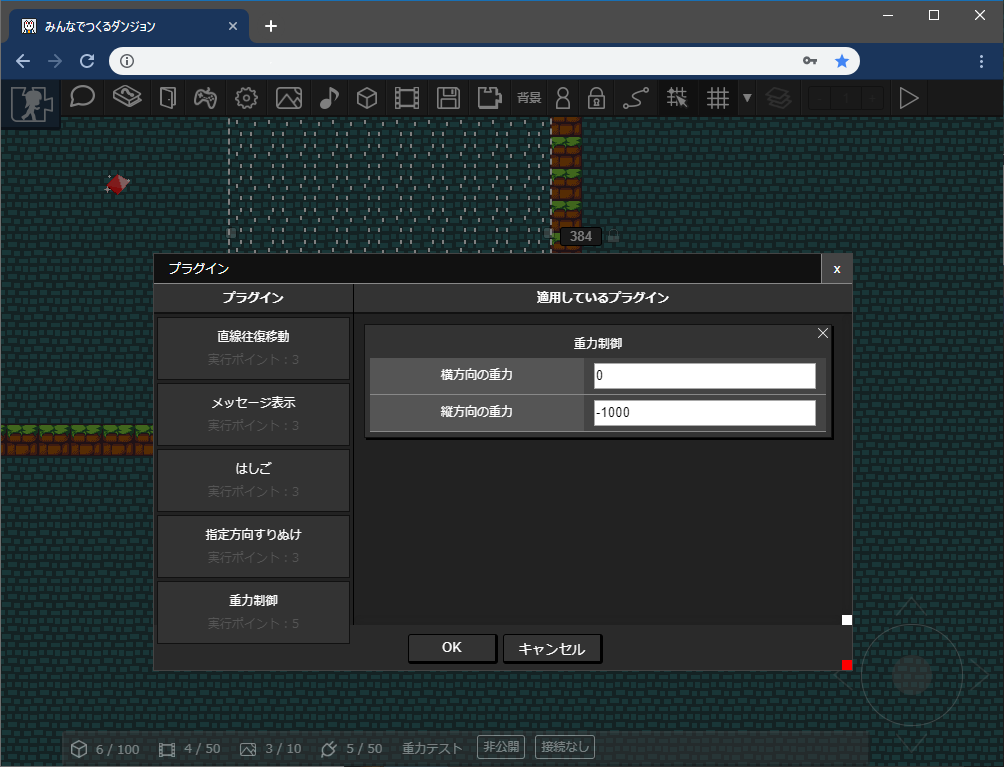 みんなでつくるダンジョン
背景
384
プラグイン
x
プラグイン
適用しているプラグイン
直線往復移動
実行ポイント：3
メッセージ表示
実行ポイント：3
はしご
実行ポイント：3
指定方向すりぬけ
実行ポイント：3
重力制御
実行ポイント：5
重力制御
横方向の重力
0
縦方向の重力
-1000
OK
キャンセル
6 / 100
4 / 50
3 / 10
5 / 50
重力テスト
非公開
接続なし